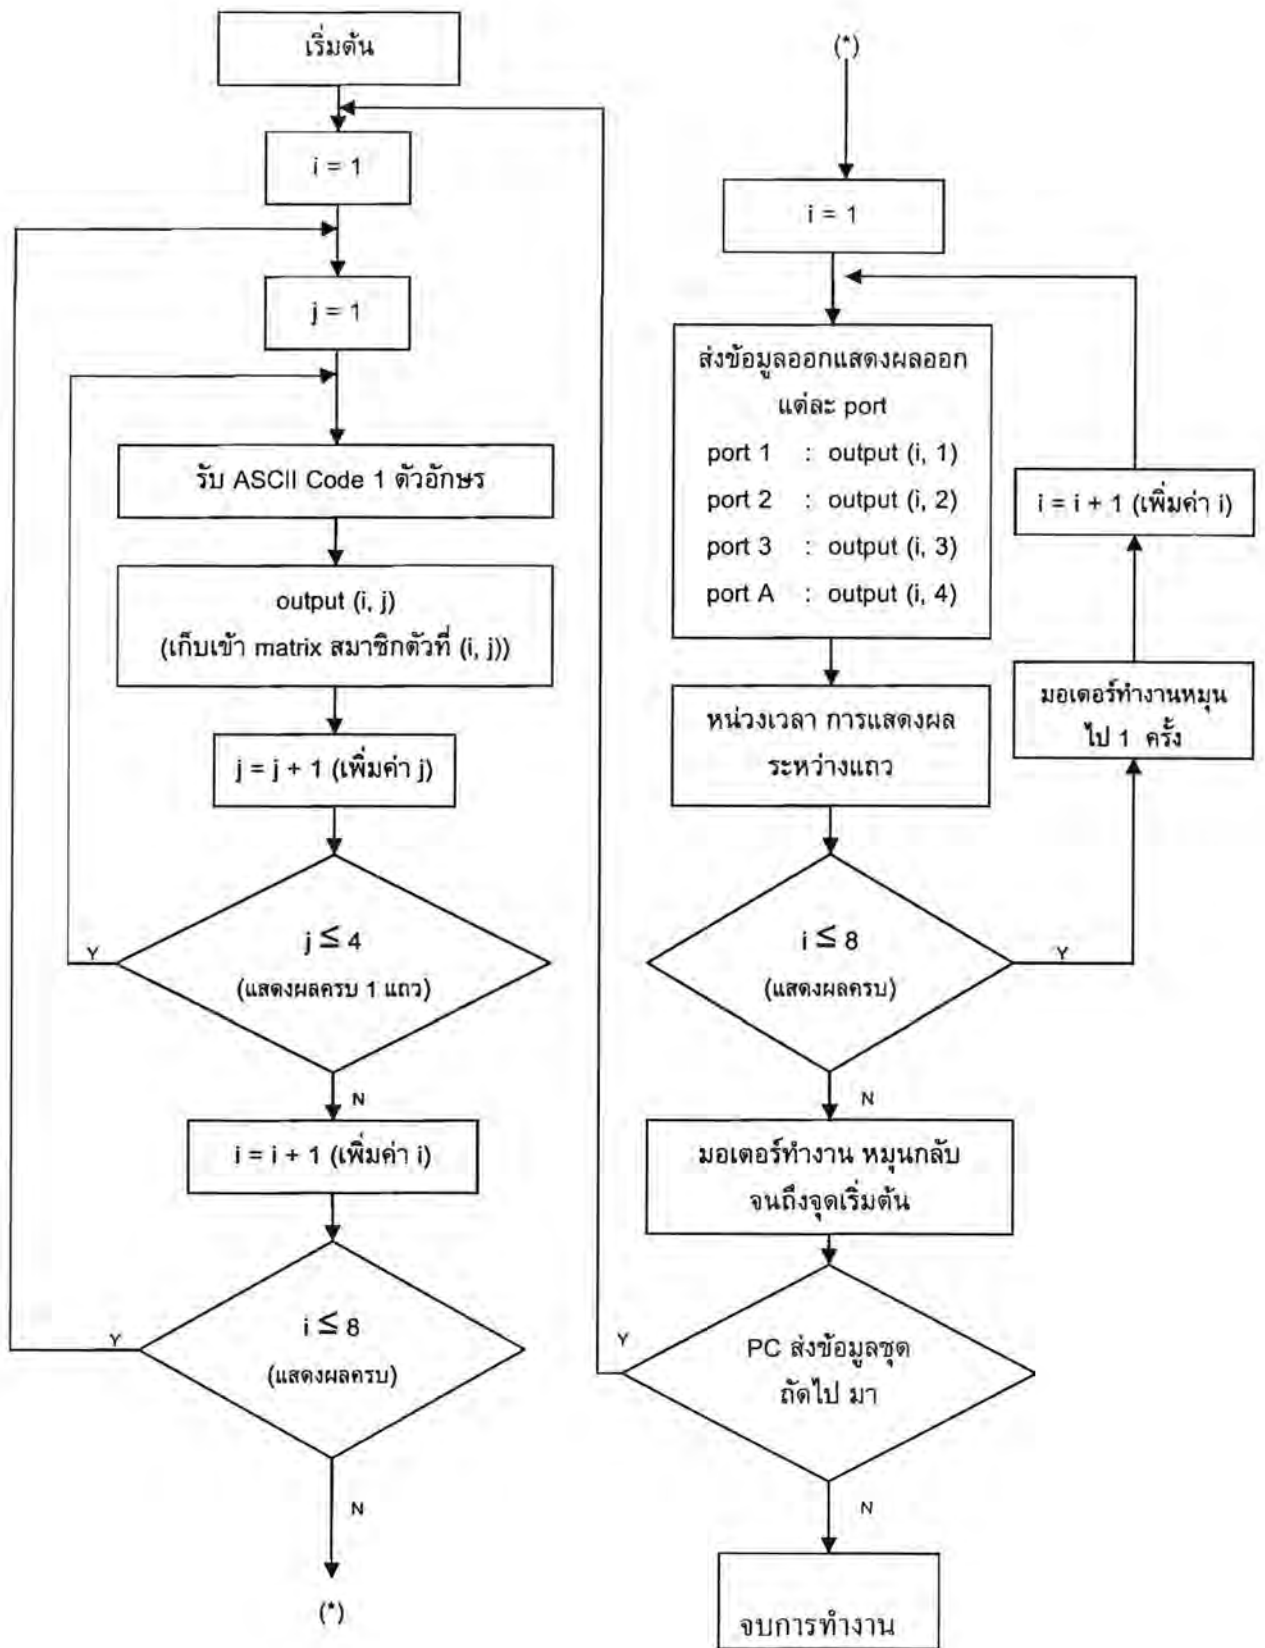 เริ่มต้น
i = 1
j = 1
รับ ASCII Code 1 ตัวอักษร
output (i, j)
(เก็บเข้า matrix สมาชิกตัวที่ (i, j))
j = j + 1 (เพิ่มค่า j)
j ≤ 4
(แสดงผลครบ 1 แถว)
Y
N
i = i + 1 (เพิ่มค่า i)
i ≤ 8
(แสดงผลครบ)
Y
N
(*)
(*)
i = 1
ส่งข้อมูลออกแสดงผลออก
แต่ละ port
port 1 : output (i, 1)
port 2 : output (i, 2)
port 3 : output (i, 3)
port A : output (i, 4)
หน่วงเวลา การแสดงผล
ระหว่างแถว
i ≤ 8
(แสดงผลครบ)
Y
มอเตอร์ทำงานหมุน
ไป 1 ครั้ง
i = i + 1 (เพิ่มค่า i)
N
มอเตอร์ทำงาน หมุนกลับ
จนถึงจุดเริ่มต้น
PC ส่งข้อมูลชุด
ถัดไป มา
Y
N
จบการทำงาน